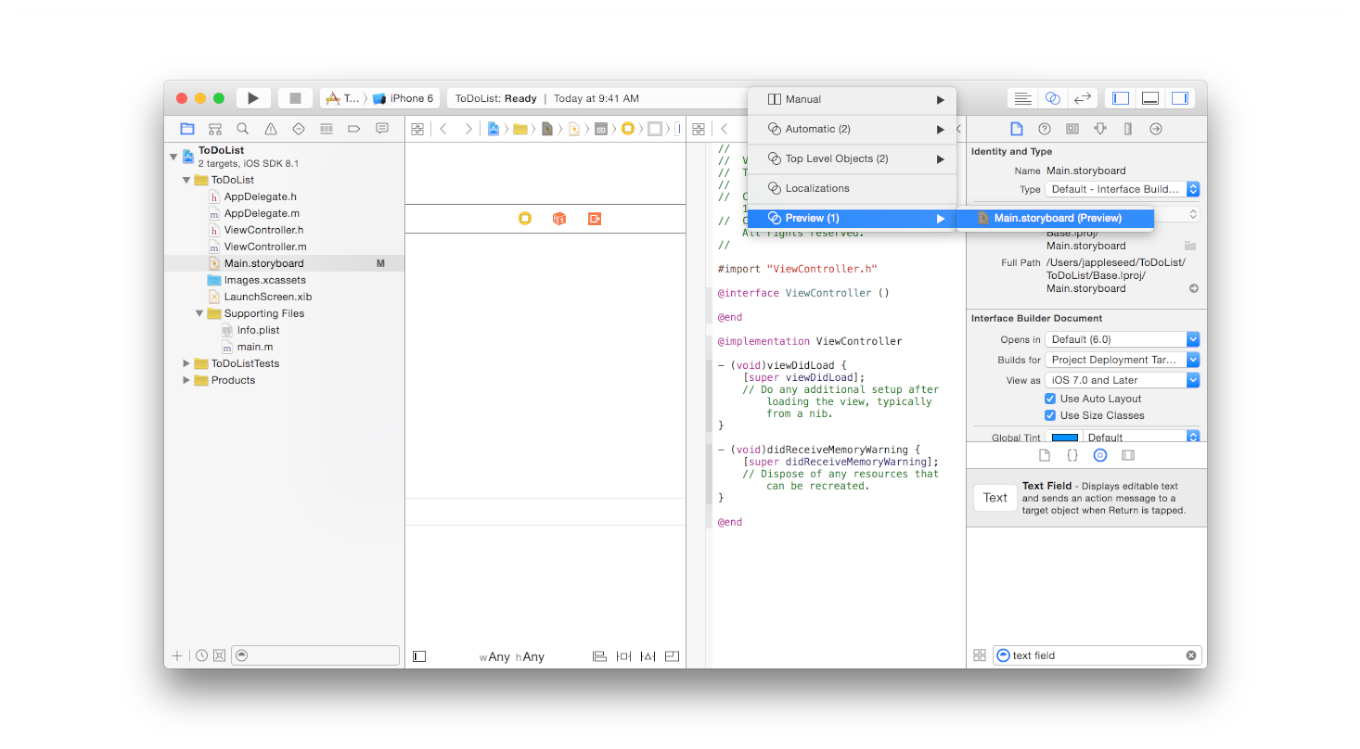 T...
iPhone 6
ToDoList: Ready | Today at 9:41 AM
ToDoList
2 targets, iOS SDK 8.1
ToDoList
AppDelegate.h
AppDelegate.m
ViewController.h
ViewController.m
Main.storyboard M
Images.xcassets
LaunchScreen.xib
Supporting Files
Info.plist
main.m
ToDoListTests
Products
wAny hAny
Manual
Automatic (2)
Top Level Objects (2)
Localizations
Preview (1)
Main.storyboard (Preview)
//
// V
// T
//
// C
1
// C
All rights reserved.
//
#import "ViewController.h"
@interface ViewController ()
@end
@implementation ViewController
- (void)viewDidLoad {
[super viewDidLoad];
// Do any additional setup after
loading the view, typically
from a nib.
}
- (void)didReceiveMemoryWarning {
[super didReceiveMemoryWarning];
// Dispose of any resources that
can be recreated.
}
@end
Identity and Type
Name Main.storyboard
Type Default - Interface Build...
Base.lproj/
Main.storyboard
Full Path /Users/jappleseed/ToDoList/
ToDoList/Base.lproj/
Main.storyboard
Interface Builder Document
Opens in Default (6.0)
Builds for Project Deployment Tar...
View as iOS 7.0 and Later
Use Auto Layout
Use Size Classes
Global Tint Default
{}
Text
Text Field - Displays editable text
and sends an action message to a
target object when Return is tapped.
text field